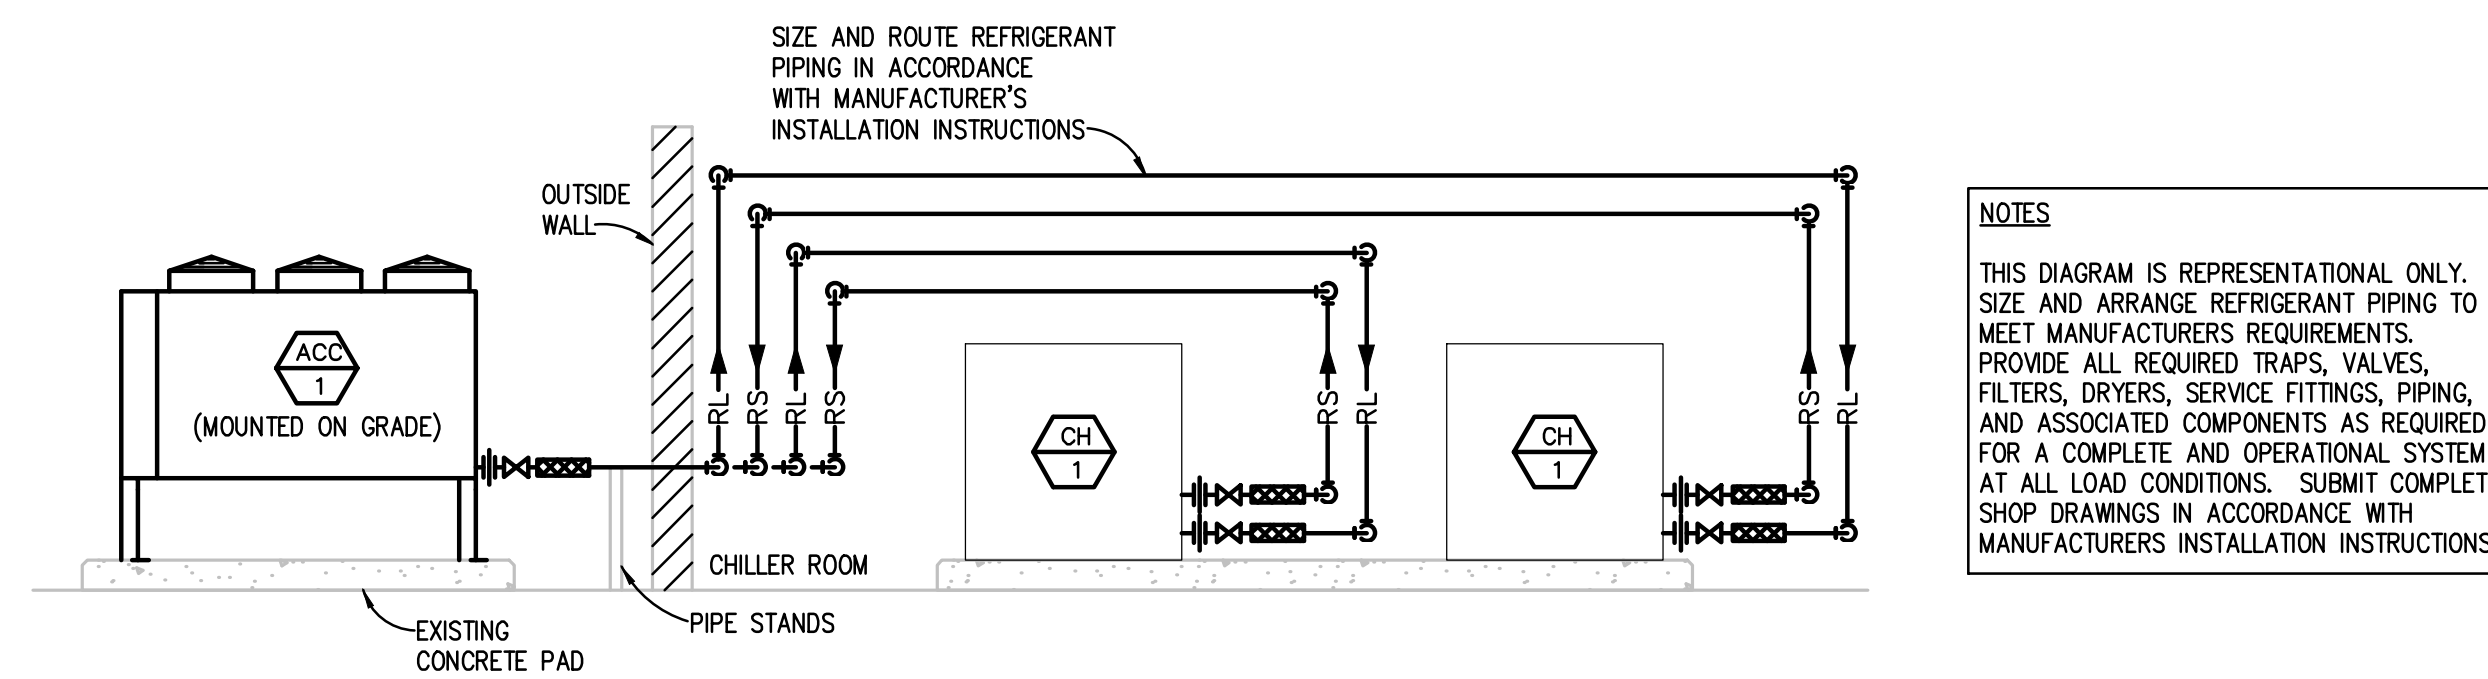 SIZE AND ROUTE REFRIGERANT
PIPING IN ACCORDANCE
WITH MANUFACTURER'S
INSTALLATION INSTRUCTIONS
OUTSIDE
WALL
ACC
1
(MOUNTED ON GRADE)
RL
RS
RL
RS
RS
RL
RS
RL
CH
1
CH
1
CHILLER ROOM
PIPE STANDS
EXISTING
CONCRETE PAD
NOTES
THIS DIAGRAM IS REPRESENTATIONAL ONLY.
SIZE AND ARRANGE REFRIGERANT PIPING TO
MEET MANUFACTURERS REQUIREMENTS.
PROVIDE ALL REQUIRED TRAPS, VALVES,
FILTERS, DRYERS, SERVICE FITTINGS, PIPING,
AND ASSOCIATED COMPONENTS AS REQUIRED
FOR A COMPLETE AND OPERATIONAL SYSTEM
AT ALL LOAD CONDITIONS. SUBMIT COMPLET
SHOP DRAWINGS IN ACCORDANCE WITH
MANUFACTURERS INSTALLATION INSTRUCTIONS